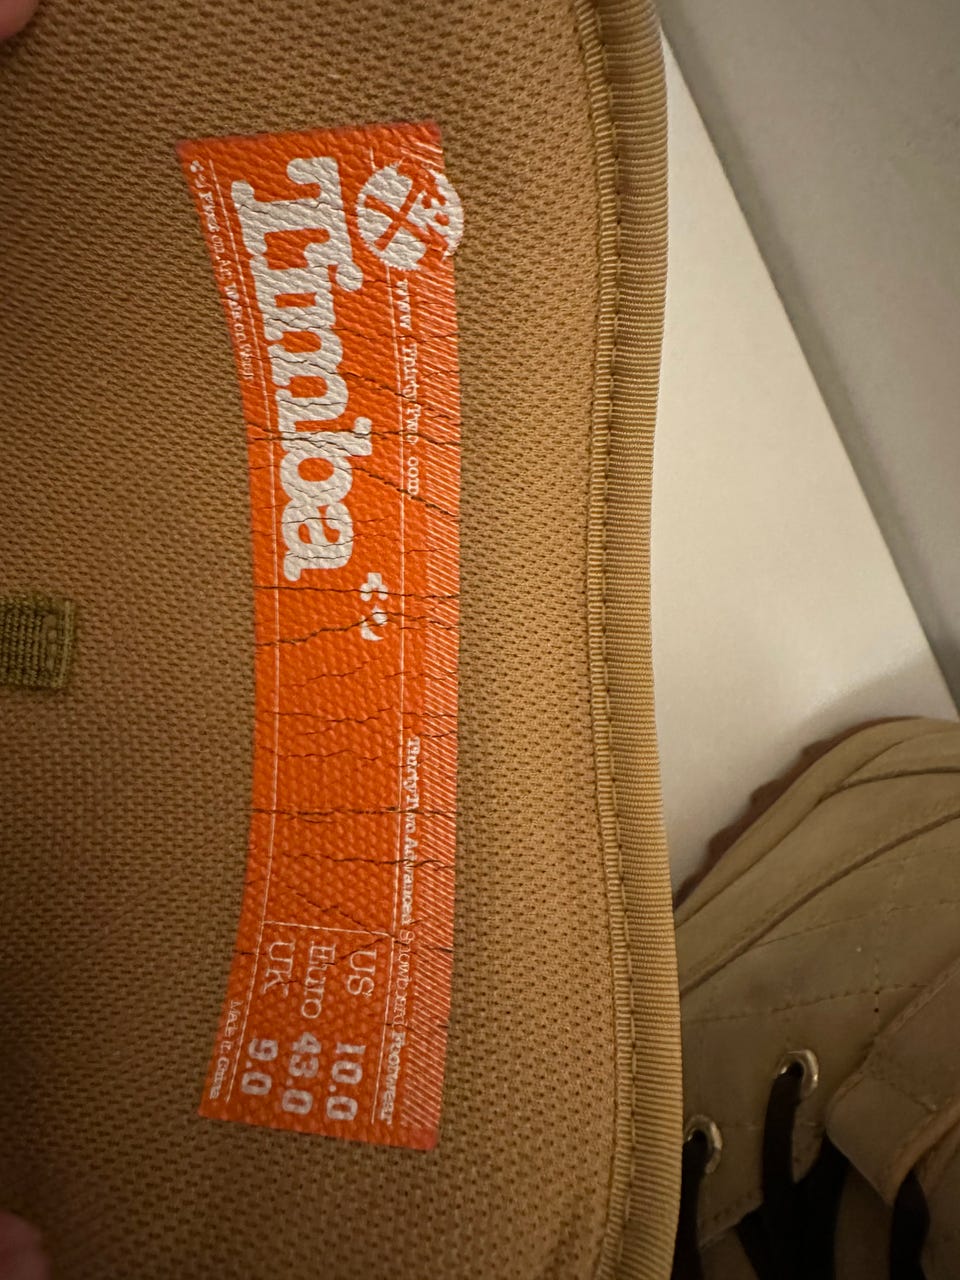 www.ThirtyTwo.com
Timba
ThirtyTwo Advanced Snowboard Footwear
US 10.0
Euro 43.0
UK 9.0
Made in China